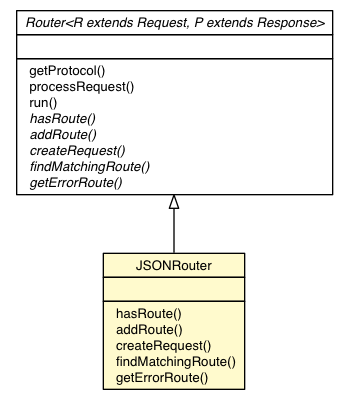 Router<R extends Request, P extends Response>
getProtocol()
processRequest()
run()
hasRoute()
addRoute()
createRequest()
findMatchingRoute()
getErrorRoute()
JSONRouter
hasRoute()
addRoute()
createRequest()
findMatchingRoute()
getErrorRoute()